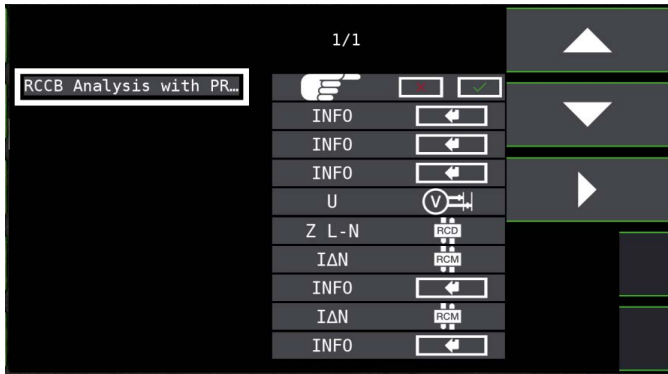 1/1
RCCB Analysis with PR…
INFO
INFO
INFO
U V
Z L-N RCD
IΔN RCM
INFO
IΔN RCM
INFO